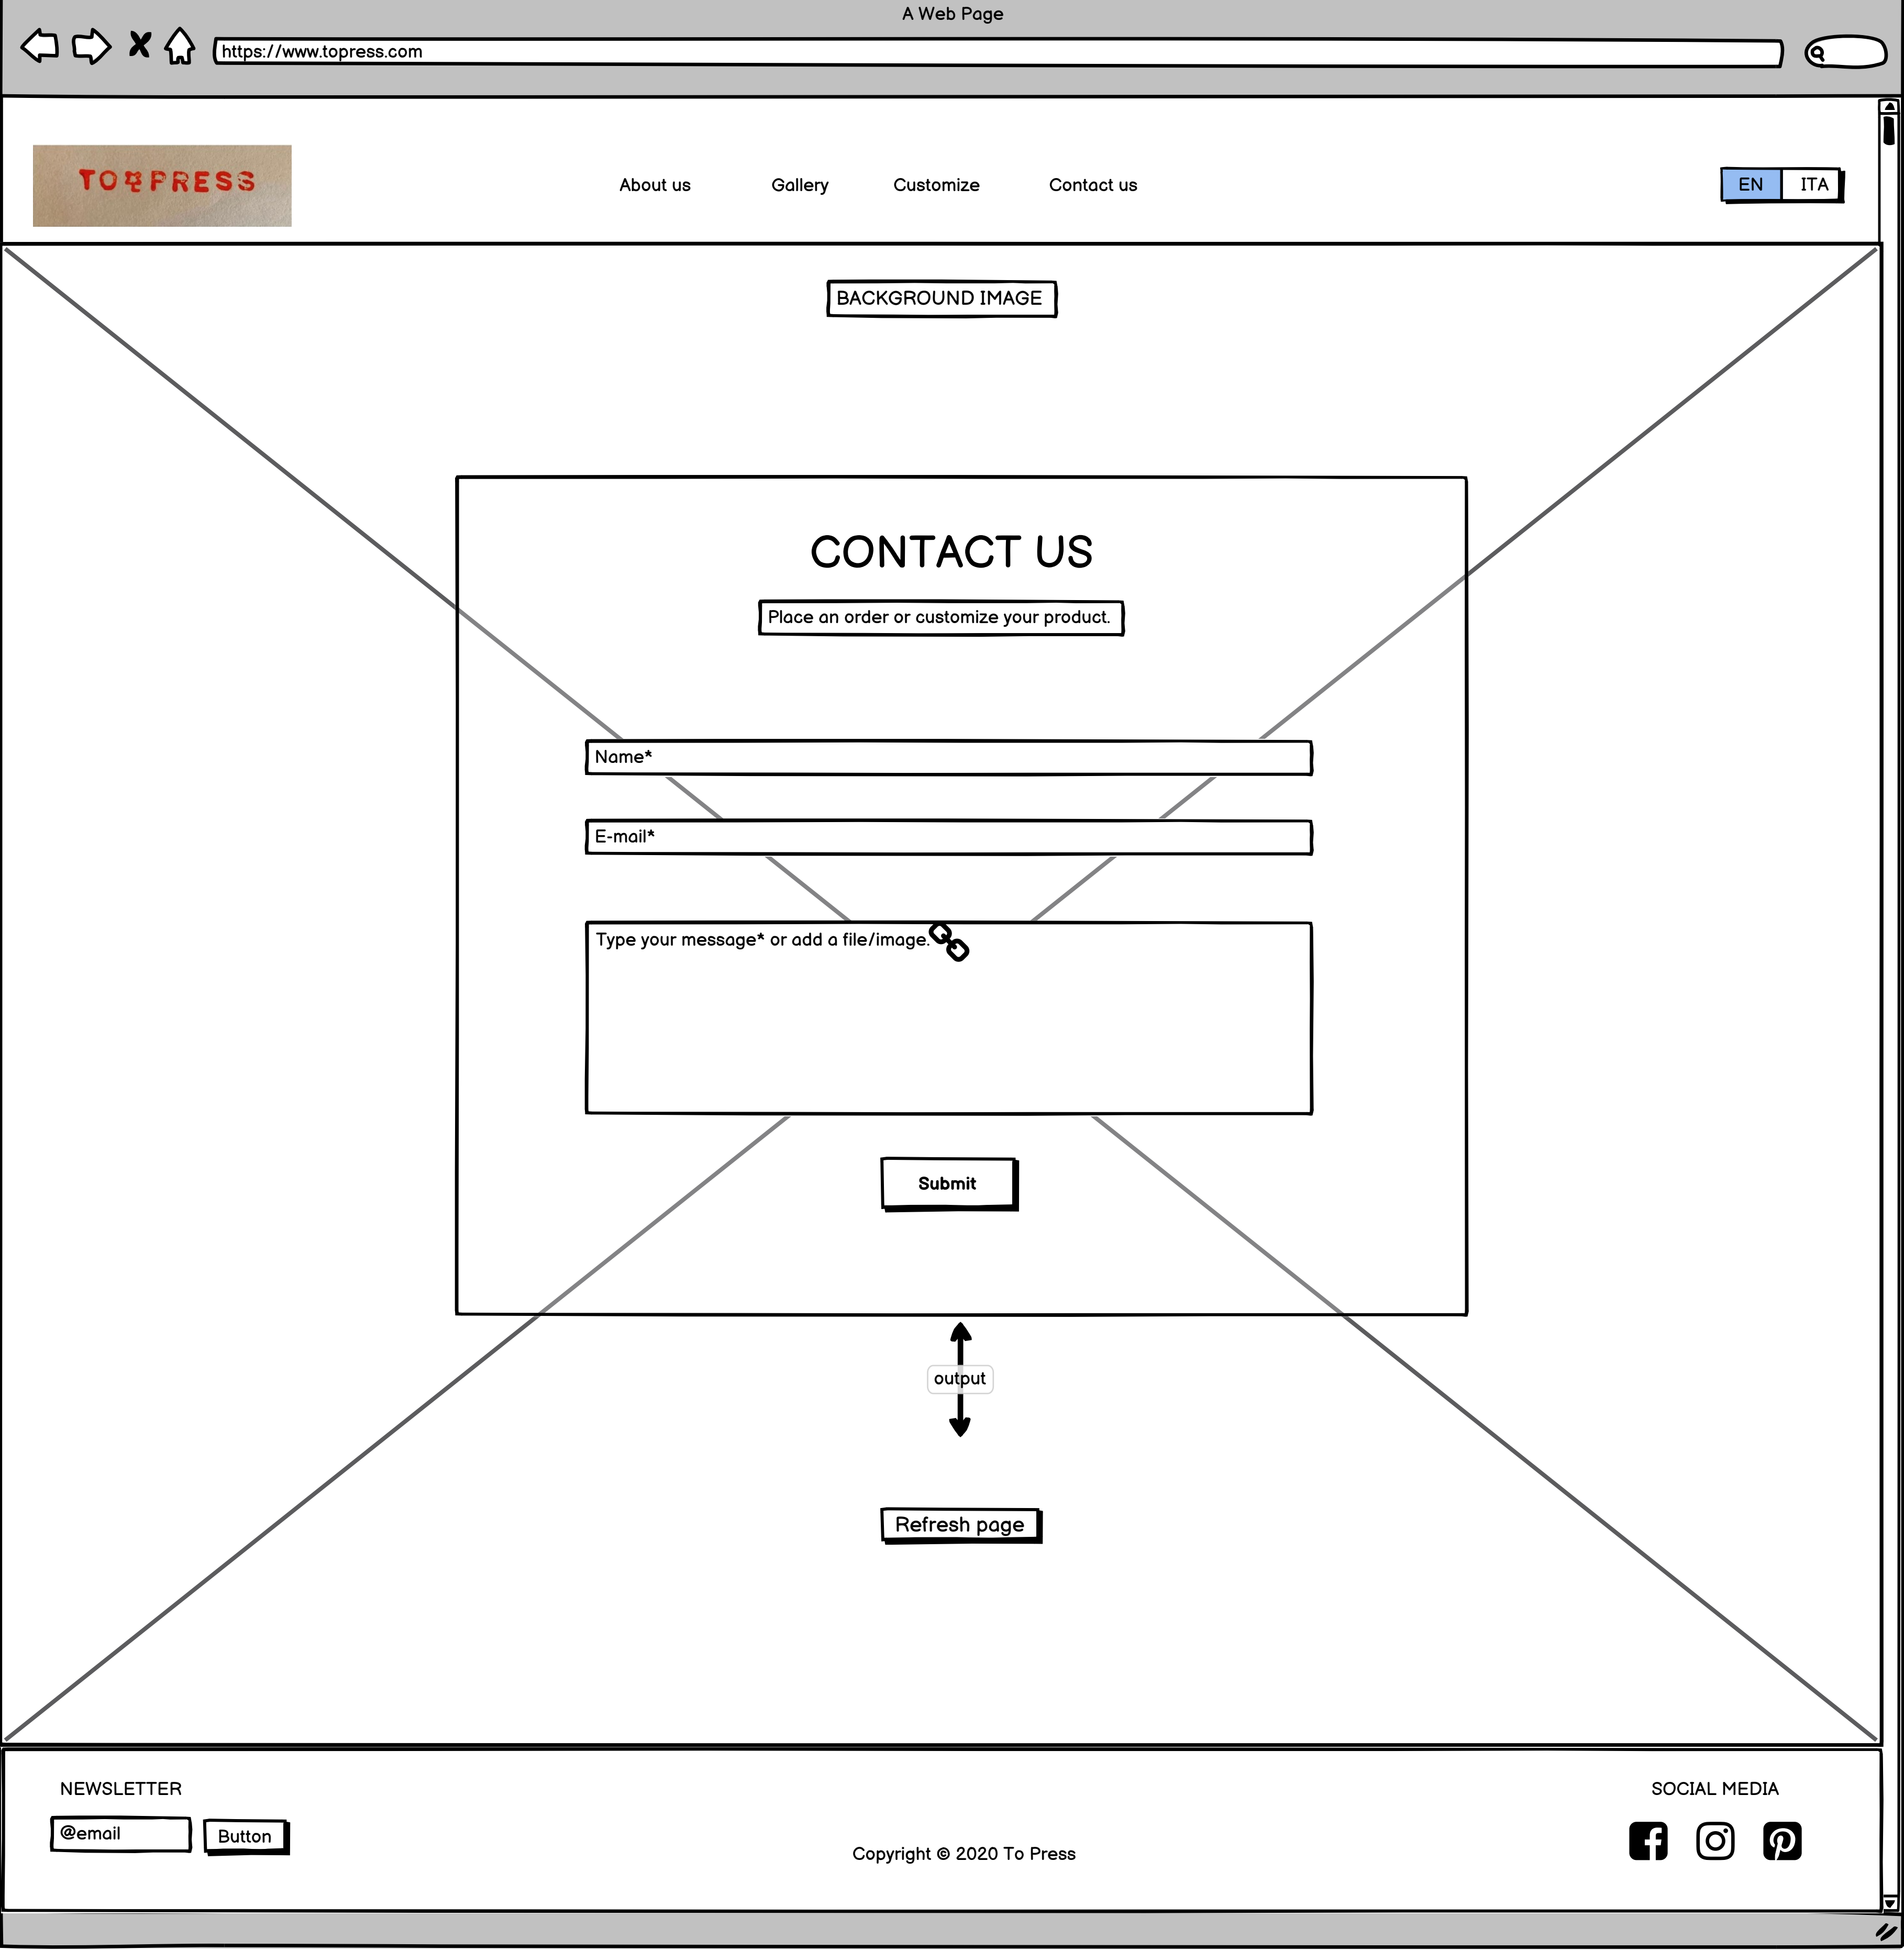 A Web Page
https://www.topress.com
TO PRESS
About us
Gallery
Customize
Contact us
EN
ITA
BACKGROUND IMAGE
CONTACT US
Place an order or customize your product.
Name*
E-mail*
Type your message* or add a file/image.
Submit
output
Refresh page
NEWSLETTER
@email
Button
Copyright © 2020 To Press
SOCIAL MEDIA